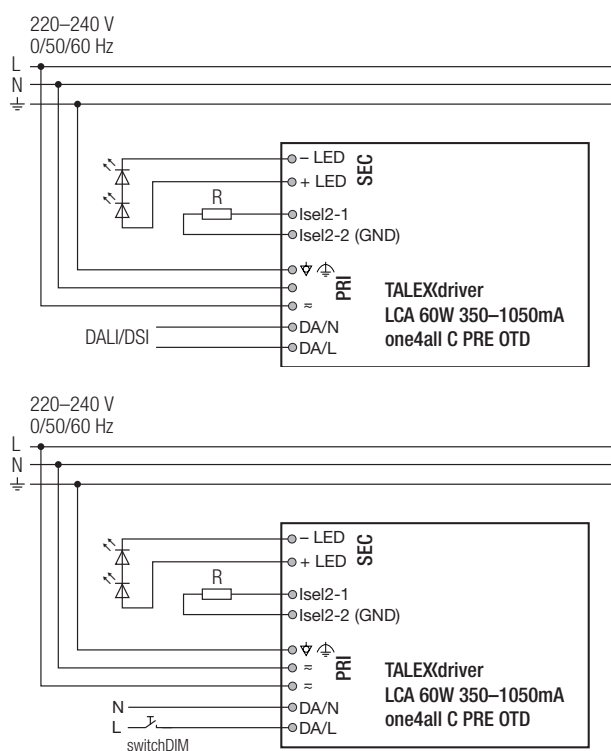 220–240 V
0/50/60 Hz
L
N
– LED
+ LED
SEC
R
Isel2-1
Isel2-2 (GND)
PRI
≂
DALI/DSI
DA/N
DA/L
TALEXdriver
LCA 60W 350–1050mA
one4all C PRE OTD
220–240 V
0/50/60 Hz
L
N
– LED
+ LED
SEC
R
Isel2-1
Isel2-2 (GND)
PRI
≂
≂
N
DA/N
L
DA/L
switchDIM
TALEXdriver
LCA 60W 350–1050mA
one4all C PRE OTD